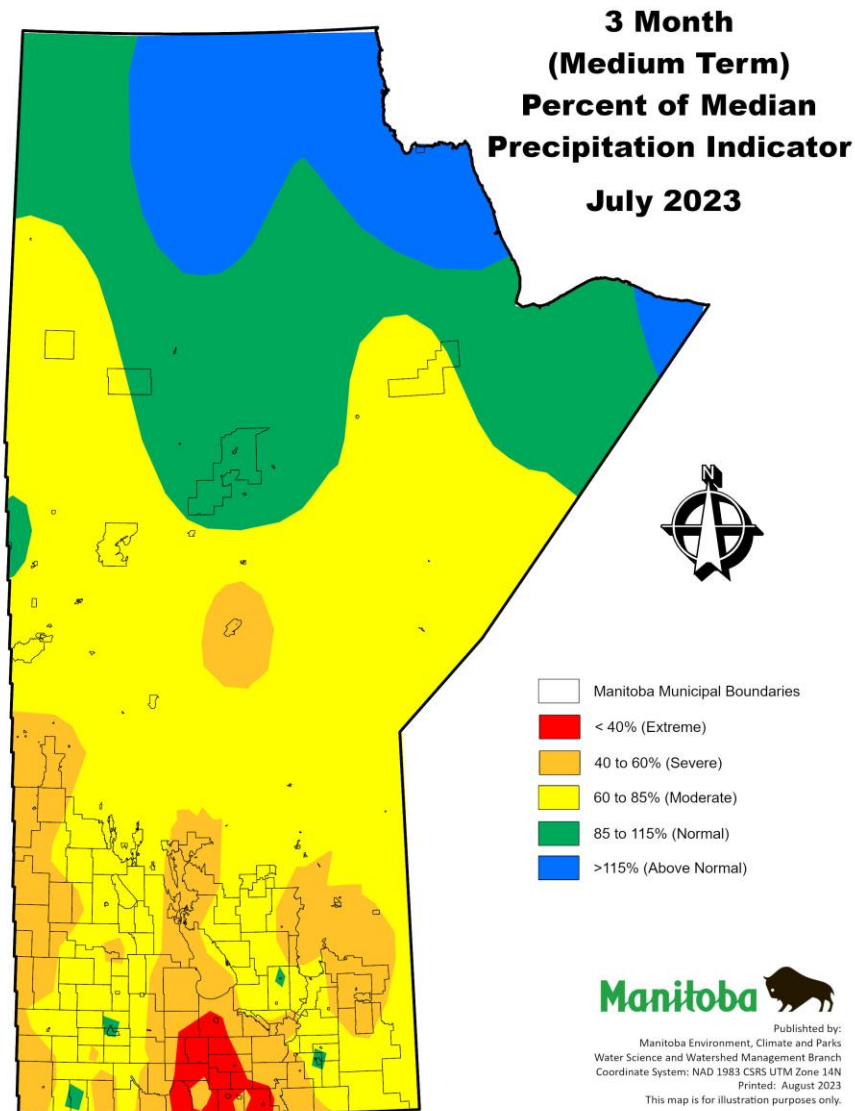 3 Month
(Medium Term)
Percent of Median
Precipitation Indicator
July 2023
N
Manitoba Municipal Boundaries
< 40% (Extreme)
40 to 60% (Severe)
60 to 85% (Moderate)
85 to 115% (Normal)
>115% (Above Normal)
Manitoba
Publishted by:
Manitoba Environment, Climate and Parks
Water Science and Watershed Management Branch
Coordinate System: NAD 1983 CSRS UTM Zone 14N
Printed: August 2023
This map is for illustration purposes only.